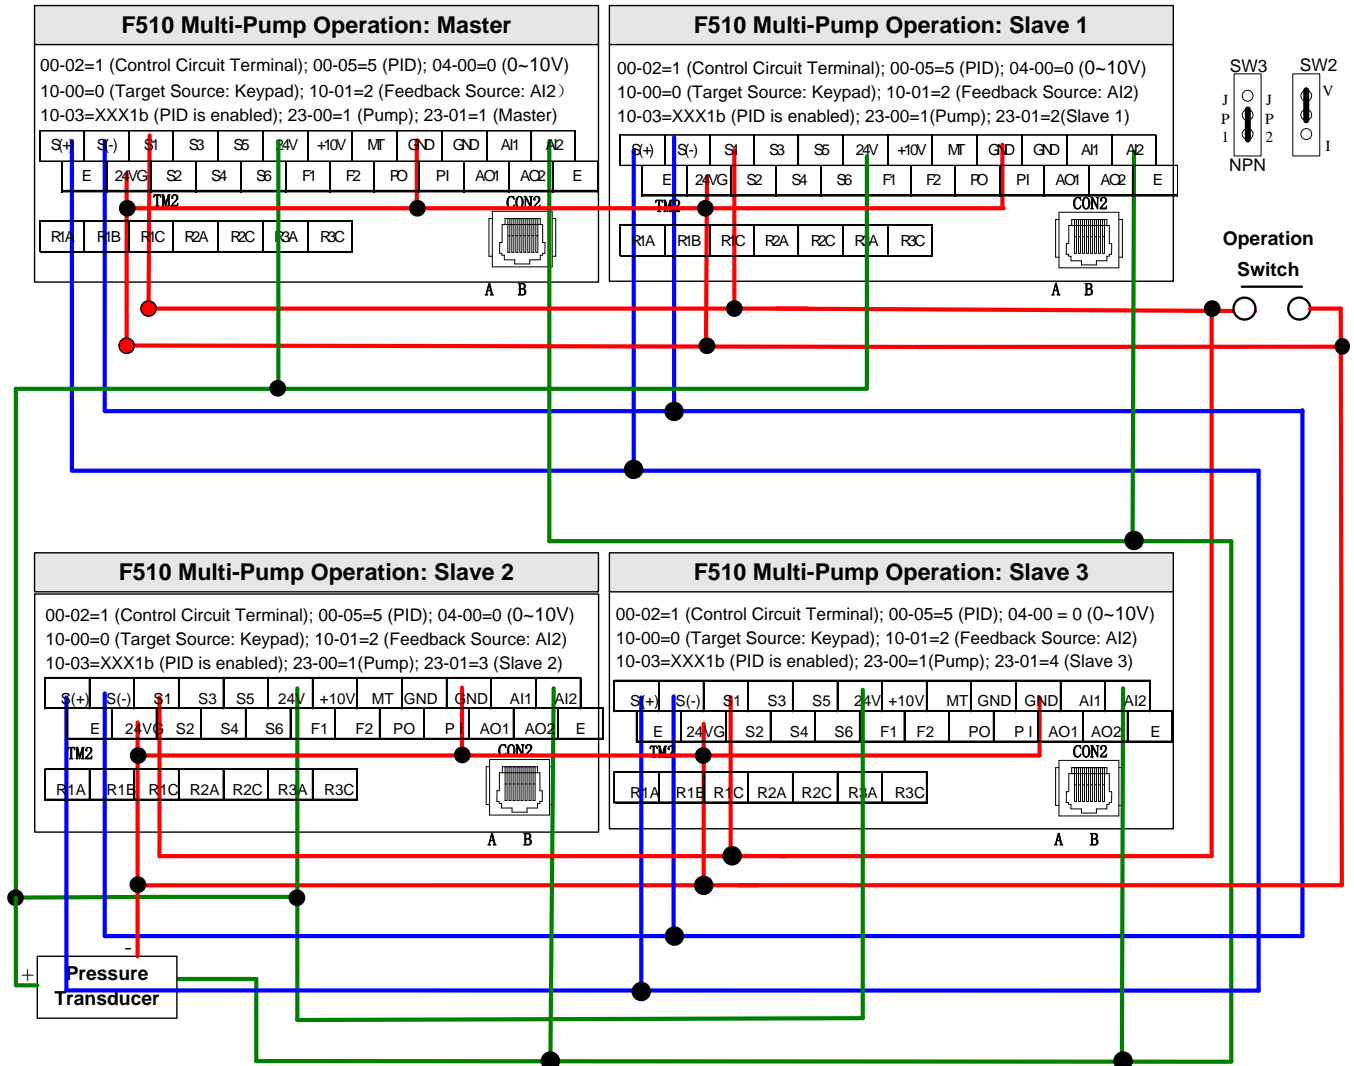 F510 Multi-Pump Operation: Master
00-02=1 (Control Circuit Terminal); 00-05=5 (PID); 04-00=0 (0~10V)
10-00=0 (Target Source: Keypad); 10-01=2 (Feedback Source: AI2）
10-03=XXX1b (PID is enabled); 23-00=1 (Pump); 23-01=1 (Master)
S(+) S(-) S1 S3 S5 24V +10V MT GND GND AI1 AI2
E 24VG S2 S4 S6 F1 F2 PO PI AO1 AO2 E
TM2 CON2
R1A R1B R1C R2A R2C R3A R3C
A B
F510 Multi-Pump Operation: Slave 1
00-02=1 (Control Circuit Terminal); 00-05=5 (PID); 04-00=0 (0~10V)
10-00=0 (Target Source: Keypad); 10-01=2 (Feedback Source: AI2)
10-03=XXX1b (PID is enabled); 23-00=1(Pump); 23-01=2(Slave 1)
S(+) S(-) S1 S3 S5 24V +10V MT GND GND AI1 AI2
E 24VG S2 S4 S6 F1 F2 PO PI AO1 AO2 E
TM2 CON2
R1A R1B R1C R2A R2C R3A R3C
A B
SW3 SW2
J J V
P P
1 2 I
NPN
Operation
Switch
F510 Multi-Pump Operation: Slave 2
00-02=1 (Control Circuit Terminal); 00-05=5 (PID); 04-00=0 (0~10V)
10-00=0 (Target Source: Keypad); 10-01=2 (Feedback Source: AI2)
10-03=XXX1b (PID is enabled); 23-00=1(Pump); 23-01=3 (Slave 2)
S(+) S(-) S1 S3 S5 24V +10V MT GND GND AI1 AI2
E 24VG S2 S4 S6 F1 F2 PO P I AO1 AO2 E
TM2 CON2
R1A R1B R1C R2A R2C R3A R3C
A B
F510 Multi-Pump Operation: Slave 3
00-02=1 (Control Circuit Terminal); 00-05=5 (PID); 04-00 = 0 (0~10V)
10-00=0 (Target Source: Keypad); 10-01=2 (Feedback Source: AI2)
10-03=XXX1b (PID is enabled); 23-00=1(Pump); 23-01=4 (Slave 3)
S(+) S(-) S1 S3 S5 24V +10V MT GND GND AI1 AI2
E 24VG S2 S4 S6 F1 F2 PO P I AO1 AO2 E
TM2 CON2
R1A R1B R1C R2A R2C R3A R3C
A B
-
+ Pressure
Transducer